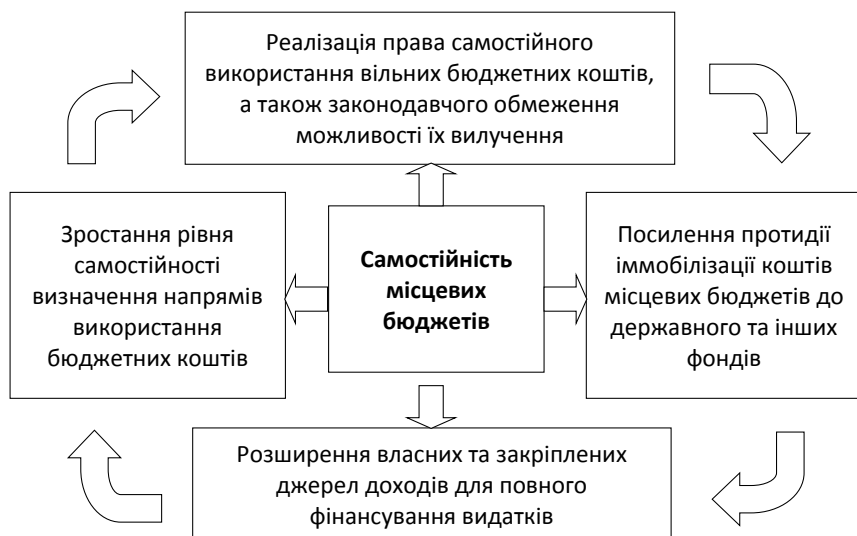 Реалізація права самостійного
використання вільних бюджетних коштів,
а також законодавчого обмеження
можливості їх вилучення
Зростання рівня
самостійності
визначення напрямів
використання
бюджетних коштів
Самостійність
місцевих
бюджетів
Посилення протидії
іммобілізації коштів
місцевих бюджетів до
державного та інших
фондів
Розширення власних та закріплених
джерел доходів для повного
фінансування видатків